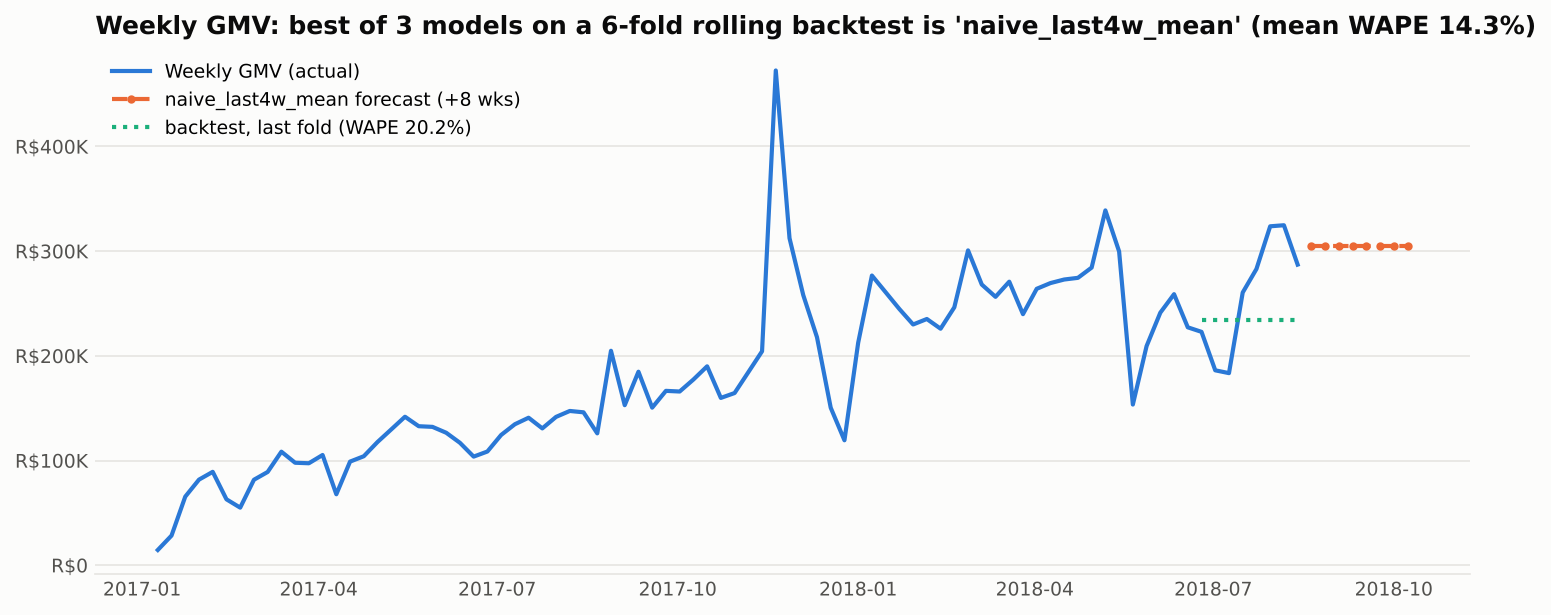 Weekly GMV: best of 3 models on a 6-fold rolling backtest is 'naive_last4w_mean' (mean WAPE 14.3%)
Weekly GMV (actual)
naive_last4w_mean forecast (+8 wks)
backtest, last fold (WAPE 20.2%)
R$400K
R$300K
R$200K
R$100K
R$0
2017-01 2017-04 2017-07 2017-10 2018-01 2018-04 2018-07 2018-10